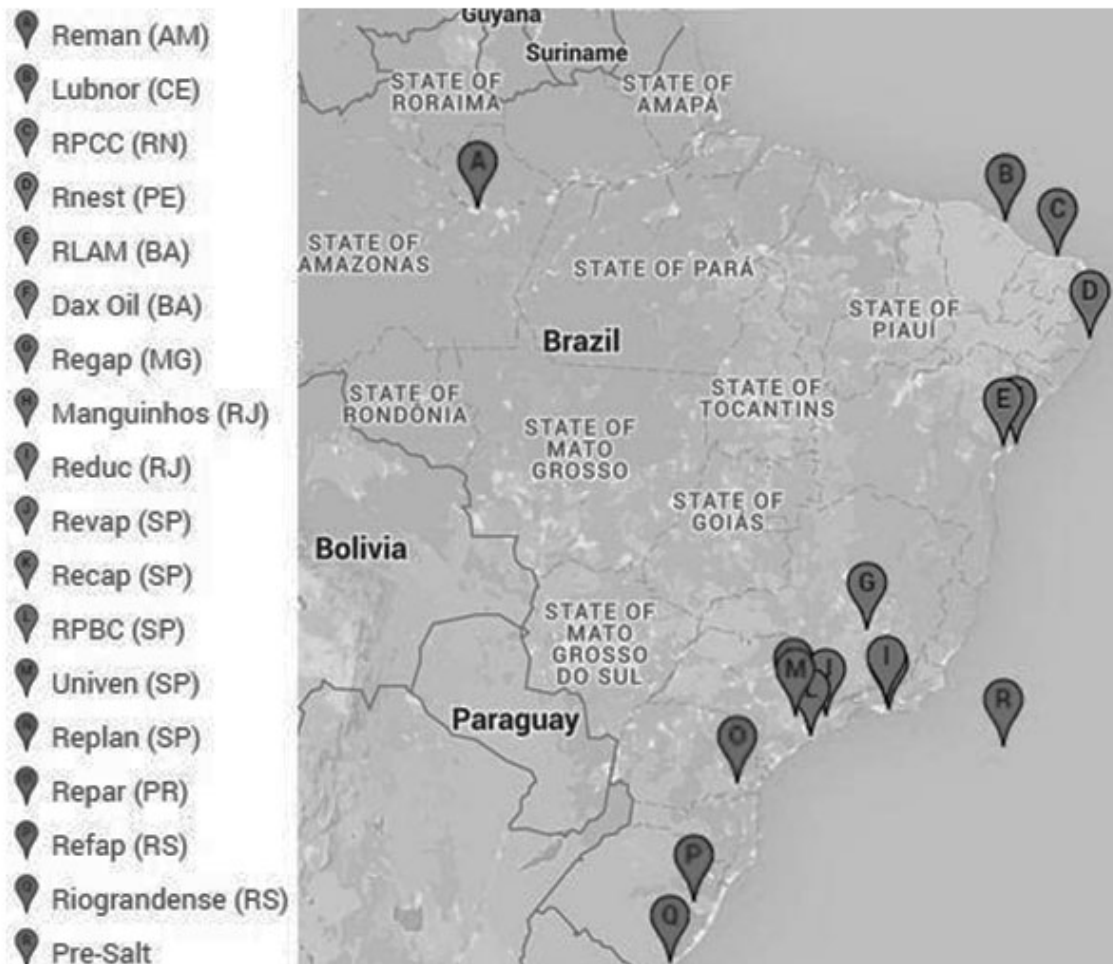 A Reman (AM)
B Lubnor (CE)
C RPCC (RN)
D Rnest (PE)
E RLAM (BA)
F Dax Oil (BA)
G Regap (MG)
H Manguinhos (RJ)
I Reduc (RJ)
J Revap (SP)
K Recap (SP)
L RPBC (SP)
M Univen (SP)
N Replan (SP)
O Repar (PR)
P Refap (RS)
Q Riograndense (RS)
R Pre-Salt
Guyana
Suriname
STATE OF
RORAIMA
STATE OF
AMAPÁ
A
B
C
STATE OF
AMAZONAS
STATE OF PARÁ
D
STATE OF
PIAUÍ
Brazil
STATE OF
RONDÔNIA
STATE OF
TOCANTINS
E
STATE OF
MATO
GROSSO
STATE OF
GOIÁS
Bolivia
G
STATE OF
MATO
GROSSO
DO SUL
M
J
I
L
R
Paraguay
O
P
Q